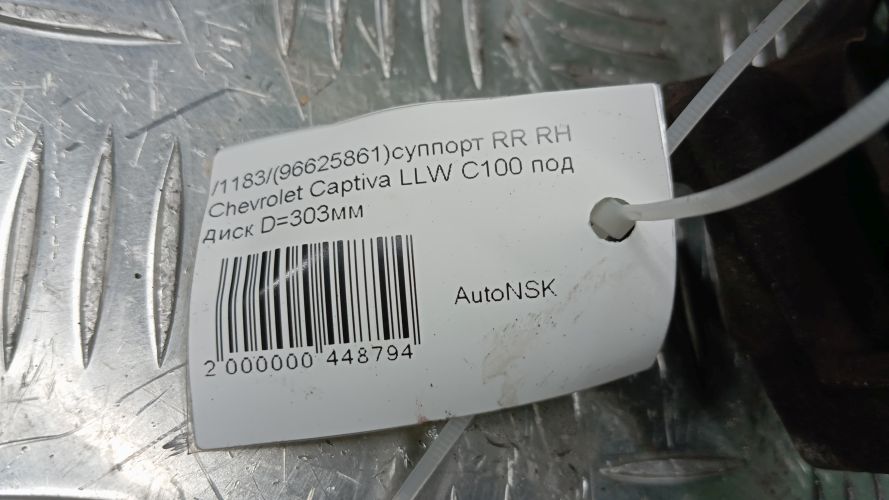 /1183/(96625861)суппорт RR RH
Chevrolet Captiva LLW C100 под
диск D=303мм
AutoNSK
2 000000 448794